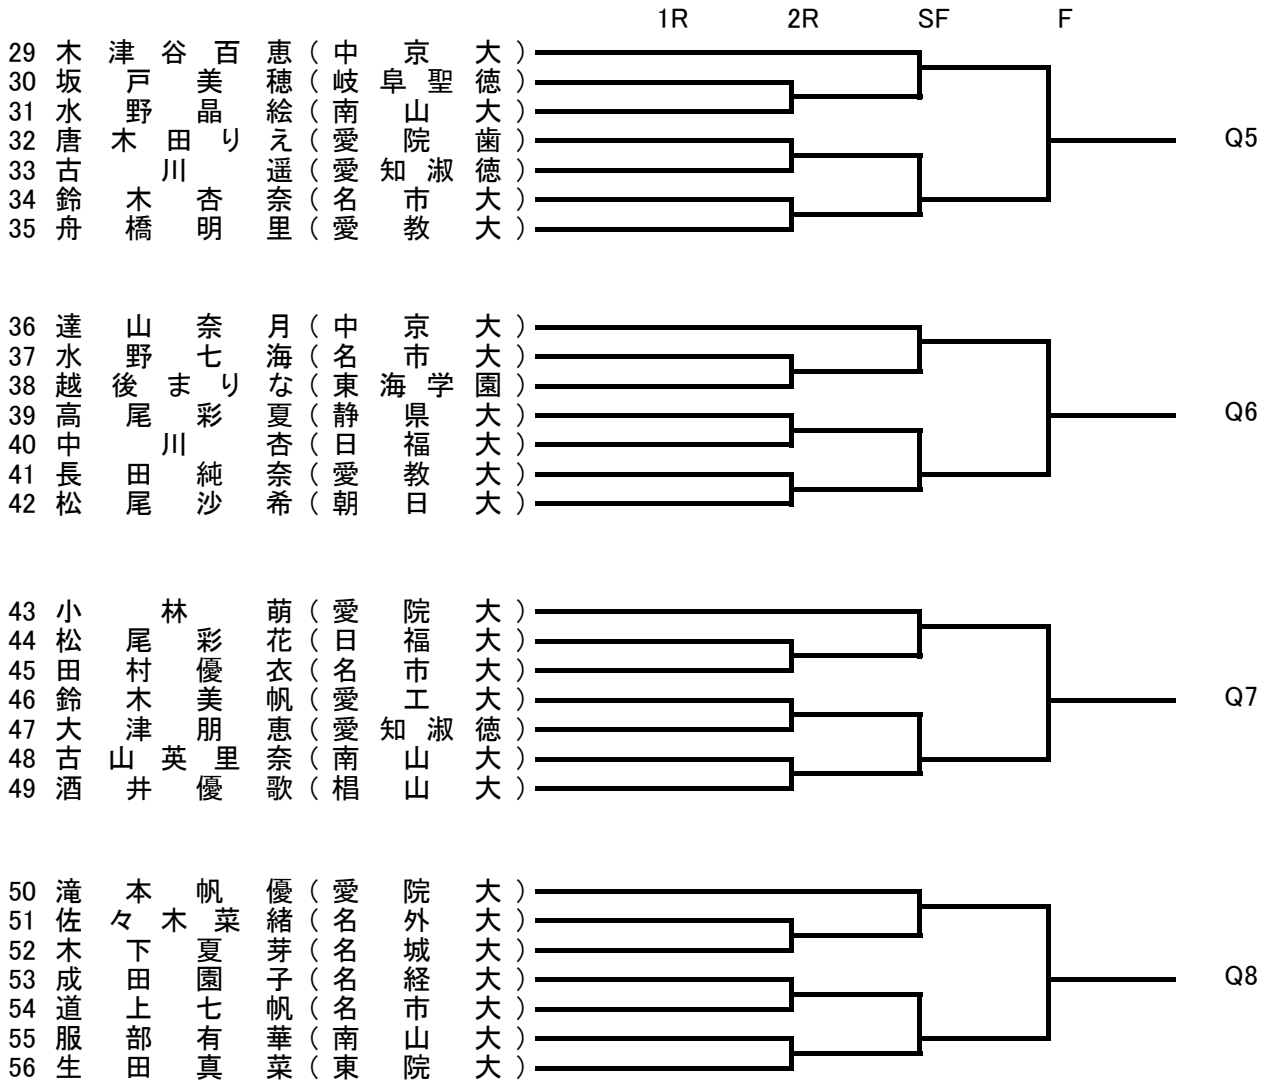 1R 2R SF F
29 木津谷百恵（中京大）
30 坂戸美穂（岐阜聖徳）
31 水野晶絵（南山大）
32 唐木田りえ（愛院歯）
33 古川遥（愛知淑徳）
34 鈴木杏奈（名市大）
35 舟橋明里（愛教大）
Q5
36 達山奈月（中京大）
37 水野七海（名市大）
38 越後まりな（東海学園）
39 高尾彩夏（静県大）
40 中川杏（日福大）
41 長田純奈（愛教大）
42 松尾沙希（朝日大）
Q6
43 小林萌（愛院大）
44 松尾彩花（日福大）
45 田村優衣（名市大）
46 鈴木美帆（愛工大）
47 大津朋恵（愛知淑徳）
48 古山英里奈（南山大）
49 酒井優歌（椙山大）
Q7
50 滝本帆優（愛院大）
51 佐々木菜緒（名外大）
52 木下夏芽（名城大）
53 成田園子（名経大）
54 道上七帆（名市大）
55 服部有華（南山大）
56 生田真菜（東院大）
Q8